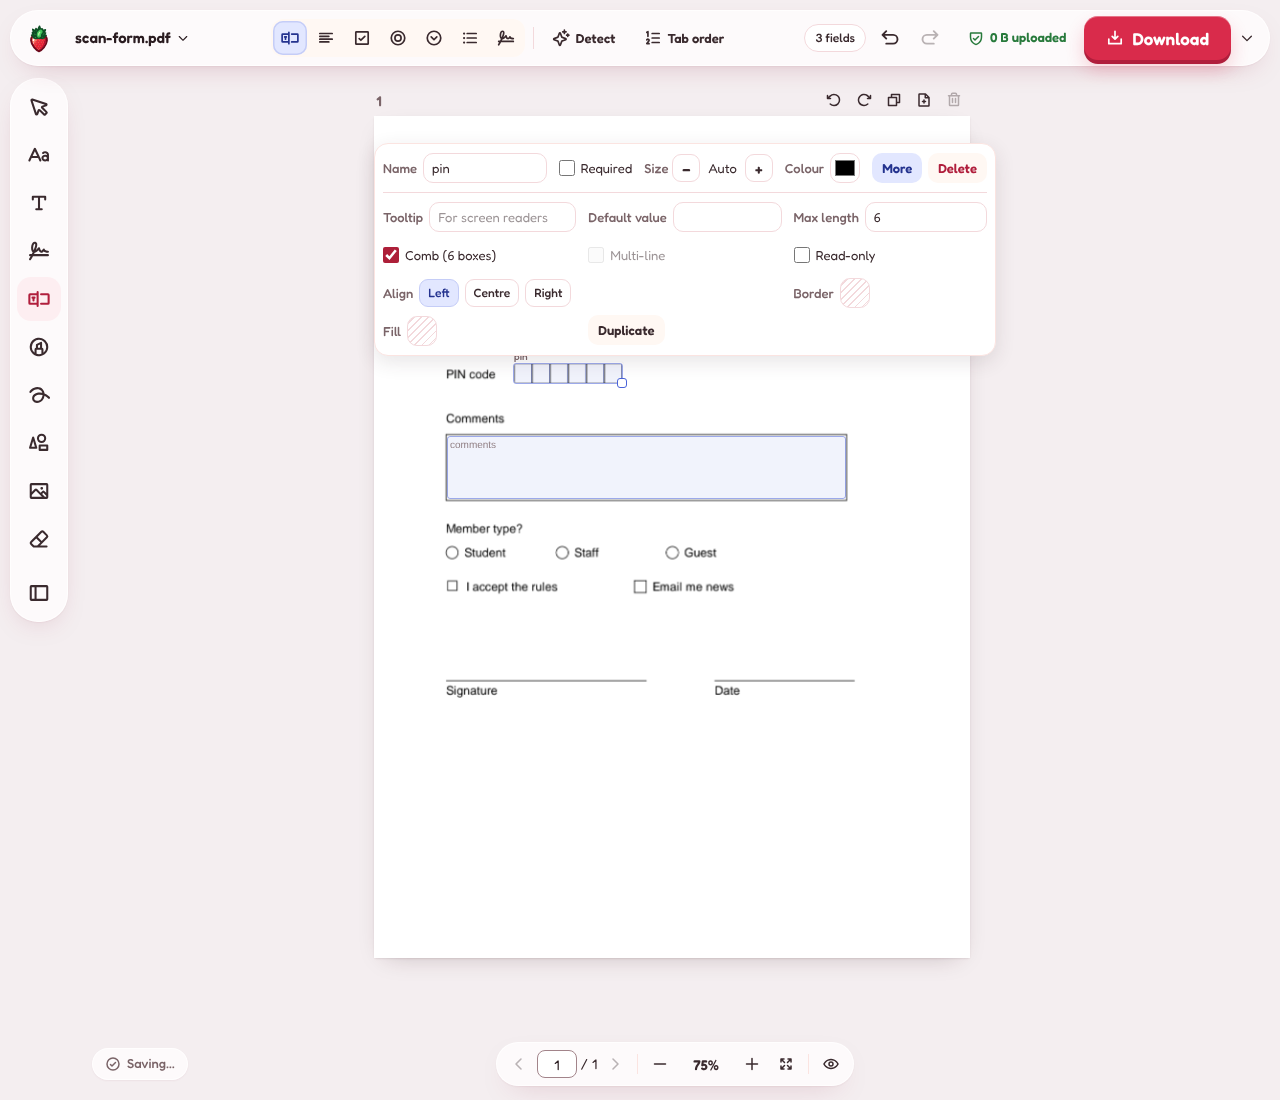 scan-form.pdf
Detect
Tab order
3 fields
0 B uploaded
Download
Aa
T
1
Name pin Required Size − Auto + Colour More Delete
Tooltip For screen readers Default value Max length 6
Comb (6 boxes) Multi-line Read-only
Align Left Centre Right Border
Fill Duplicate
pin
PIN code
Comments
comments
Member type?
Student Staff Guest
I accept the rules Email me news
Signature Date
Saving...
1 / 1 75%